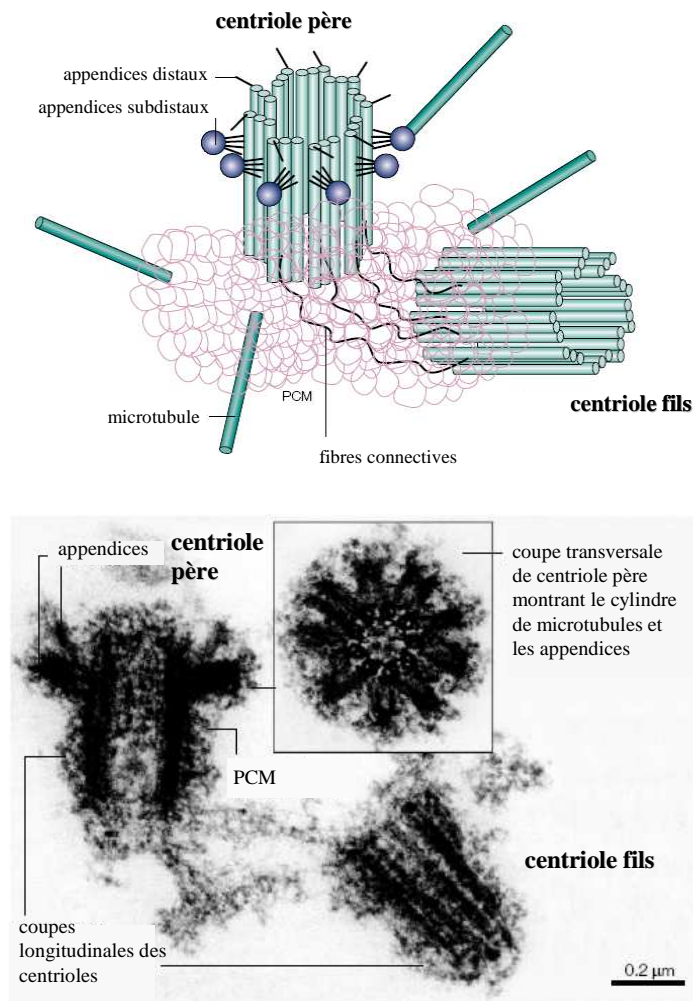 centriole père
appendices distaux
appendices subdistaux
PCM
centriole fils
microtubule
fibres connectives
appendices
centriole
père
coupe transversale
de centriole père
montrant le cylindre
de microtubules et
les appendices
PCM
centriole fils
coupes
longitudinales des
centrioles
0.2 µm